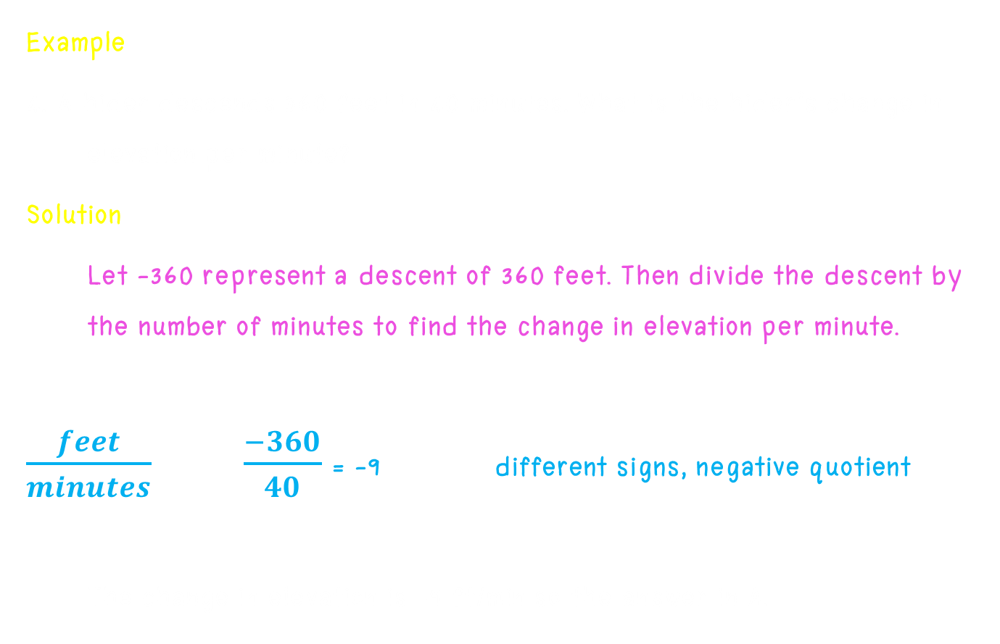 Example
Solution
Let -360 represent a descent of 360 feet. Then divide the descent by
the number of minutes to find the change in elevation per minute.
feet
minutes
−360
40
= -9
different signs, negative quotient